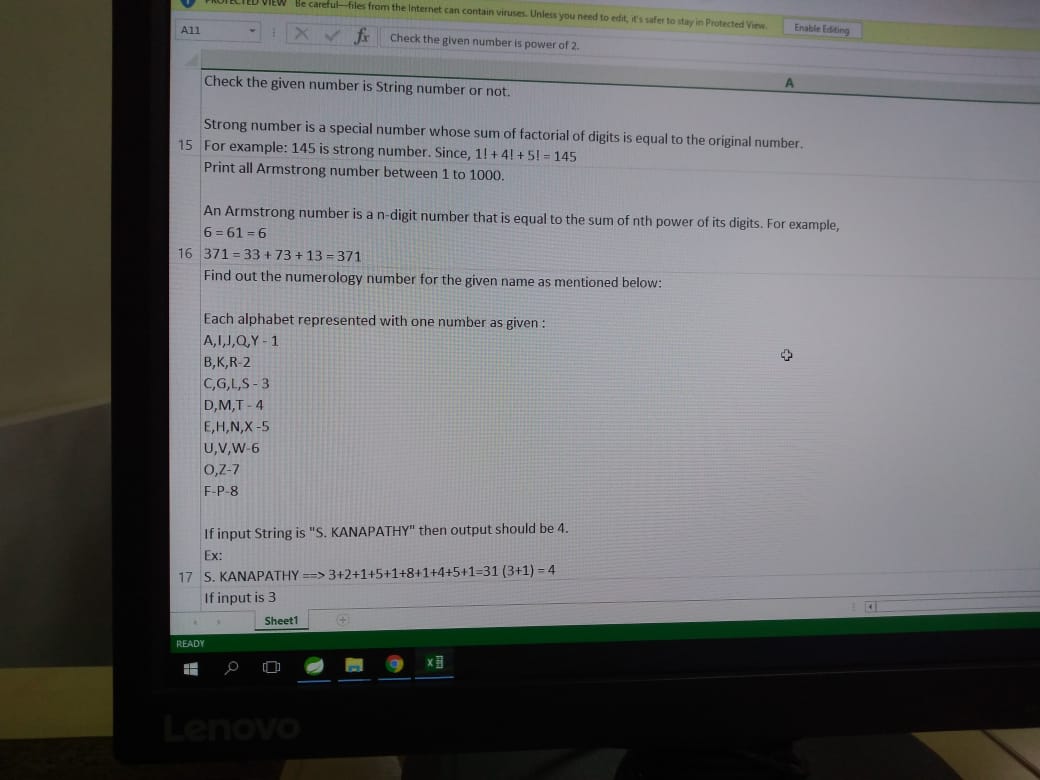 PROTECTED VIEW Be careful—files from the Internet can contain viruses. Unless you need to edit, it's safer to stay in Protected View. Enable Editing
A11 fx Check the given number is power of 2.
A
Check the given number is String number or not.
Strong number is a special number whose sum of factorial of digits is equal to the original number.
15 For example: 145 is strong number. Since, 1! + 4! + 5! = 145
Print all Armstrong number between 1 to 1000.
An Armstrong number is a n-digit number that is equal to the sum of nth power of its digits. For example,
6 = 61 = 6
16 371 = 33 + 73 + 13 = 371
Find out the numerology number for the given name as mentioned below:
Each alphabet represented with one number as given :
A,I,J,Q,Y - 1
B,K,R-2
C,G,L,S - 3
D,M,T - 4
E,H,N,X -5
U,V,W-6
O,Z-7
F-P-8
If input String is "S. KANAPATHY" then output should be 4.
Ex:
17 S. KANAPATHY ==> 3+2+1+5+1+8+1+4+5+1=31 (3+1) = 4
If input is 3
Sheet1
READY
Lenovo